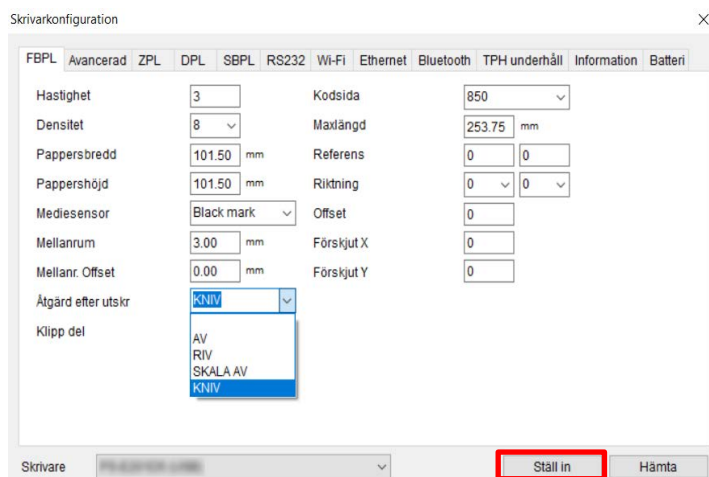 Skrivarkonfiguration
FBPL Avancerad ZPL DPL SBPL RS232 Wi-Fi Ethernet Bluetooth TPH underhåll Information Batteri
Hastighet 3 Kodsida 850
Densitet 8 Maxlängd 253.75 mm
Pappersbredd 101.50 mm Referens 0 0
Pappershöjd 101.50 mm Riktning 0 0
Mediesensor Black mark Offset 0
Mellanrum 3.00 mm Förskjut X 0
Mellanr. Offset 0.00 mm Förskjut Y 0
Åtgärd efter utskr KNIV
Klipp del
AV
RIV
SKALA AV
KNIV
Skrivare Ställ in Hämta